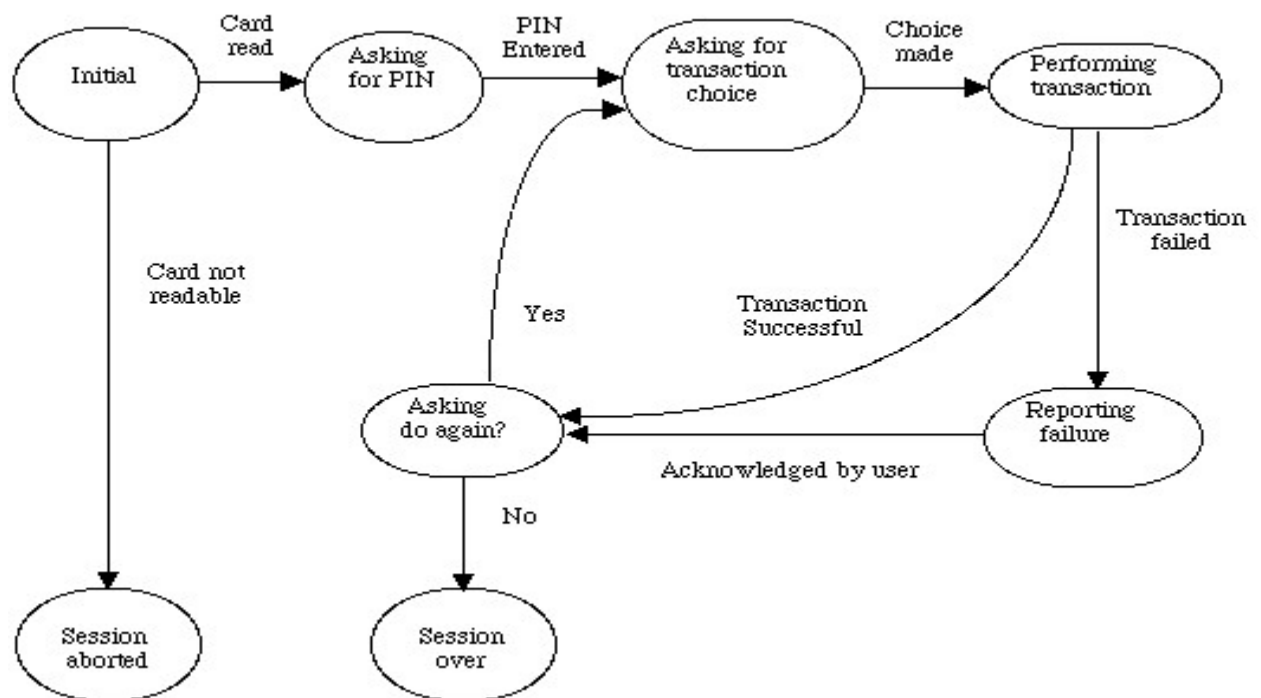 Card
read
PIN
Entered
Choice
made
Initial
Asking
for PIN
Asking for
transaction
choice
Performing
transaction
Card not
readable
Yes
Transaction
Successful
Transaction
failed
Asking
do again?
Reporting
failure
Acknowledged by user
No
Session
aborted
Session
over